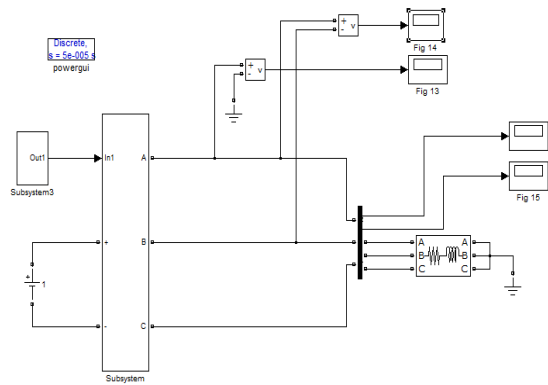 Discrete,
s = 5e-005 s
powergui
+
-
v
Fig 14
+
-
v
Fig 13
Out1
Subsystem3
In1
A
+
B
-
C
Subsystem
+
1
Fig 15
A A
B B
C C